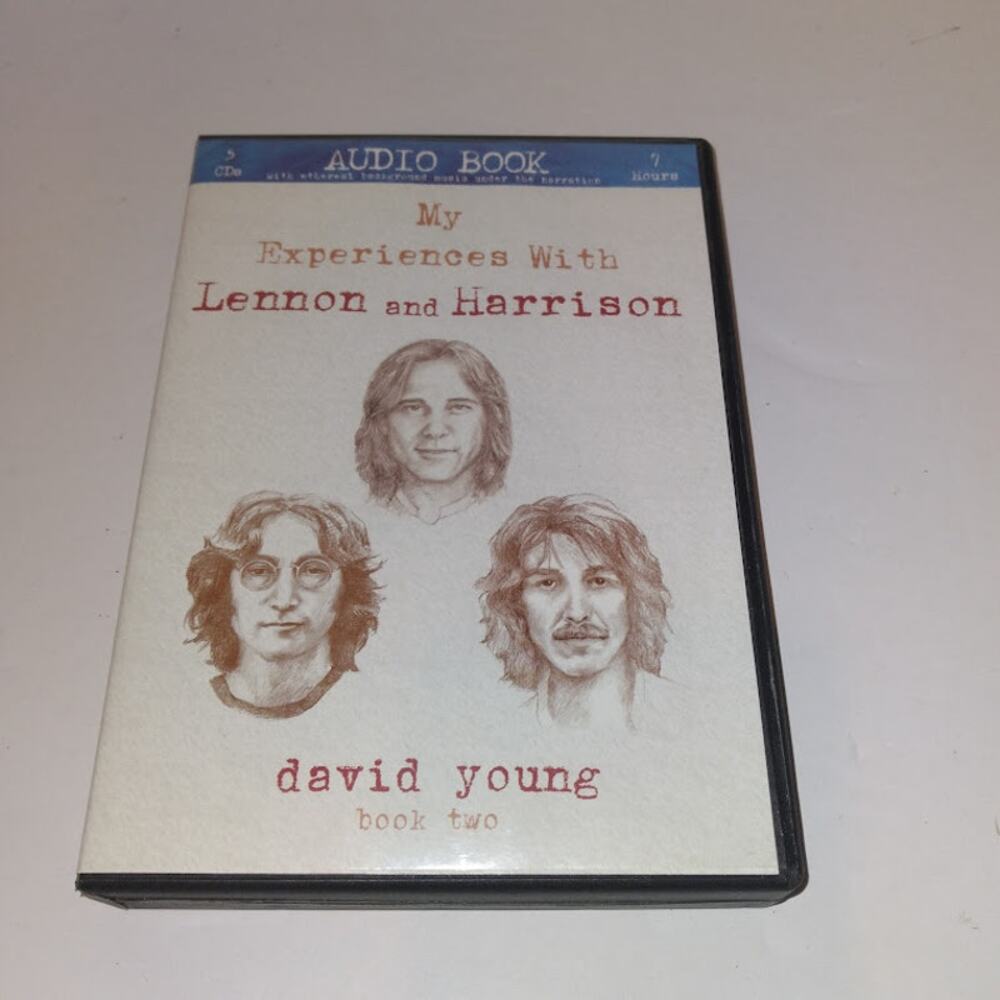 5 AUDIO BOOK 7
CDs with ethereal background music under the narration Hours
My
Experiences With
Lennon and Harrison
david young
book two